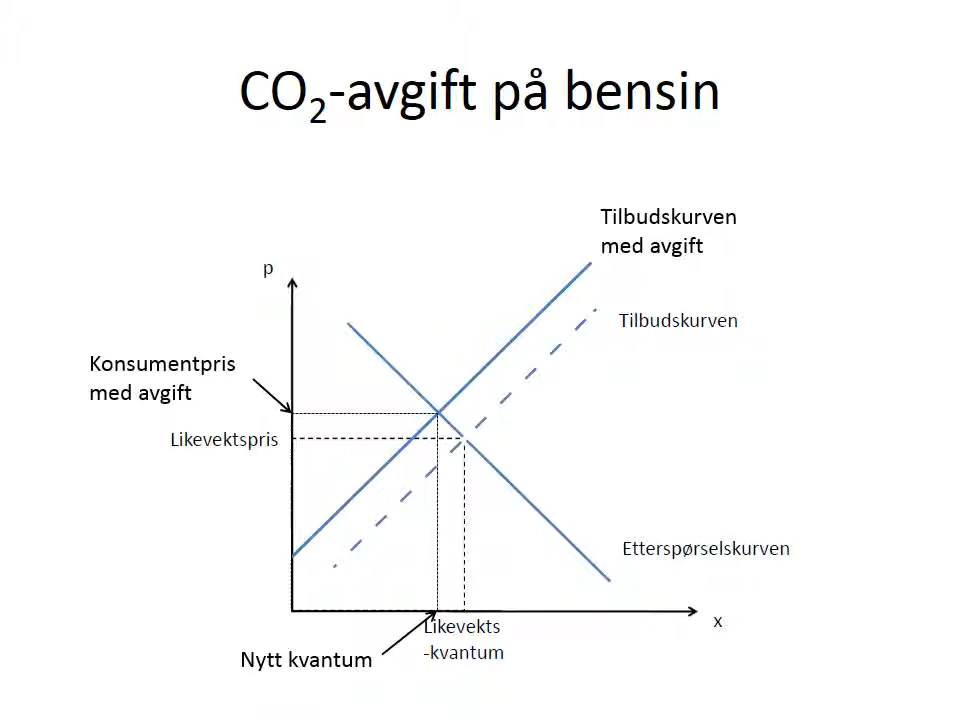 CO₂-avgift på bensin
Tilbudskurven
med avgift
p
Tilbudskurven
Konsumentpris
med avgift
Likevektspris
Etterspørselskurven
x
Likevekts
-kvantum
Nytt kvantum